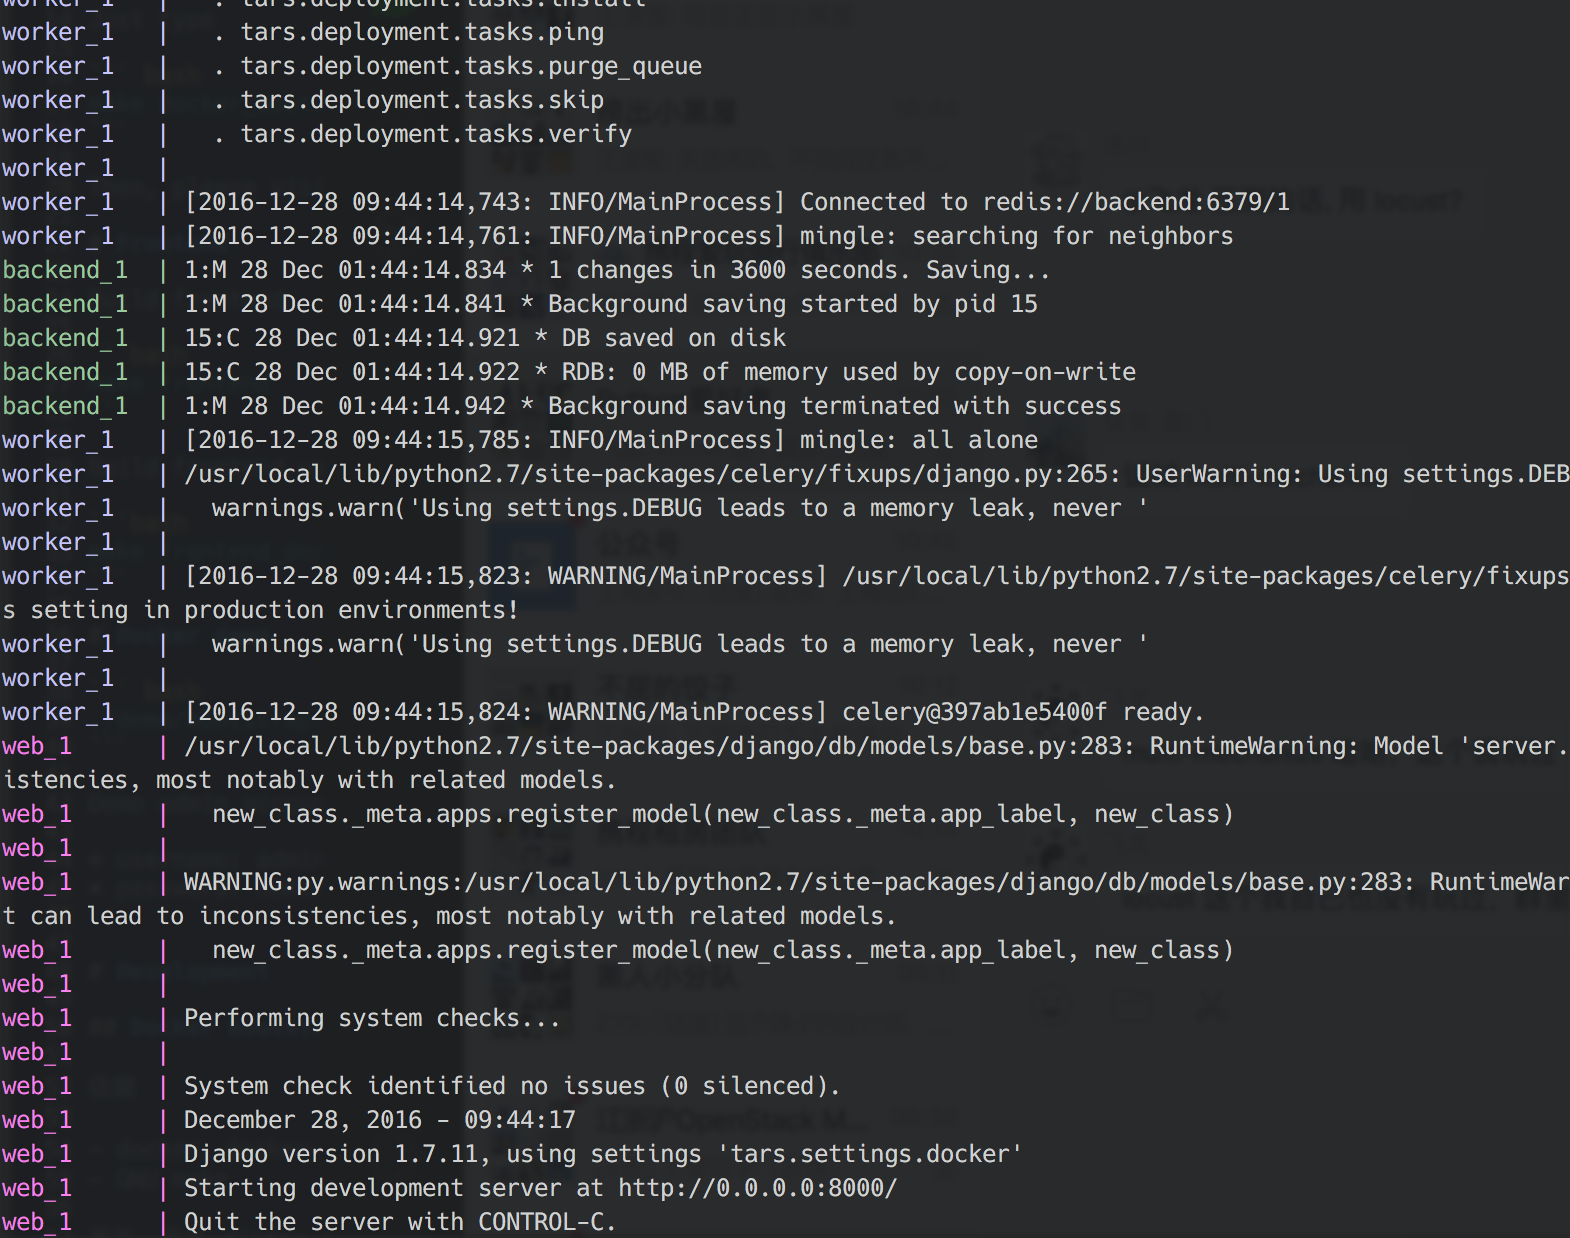 worker_1   |   . tars.deployment.tasks.install
worker_1   |   . tars.deployment.tasks.ping
worker_1   |   . tars.deployment.tasks.purge_queue
worker_1   |   . tars.deployment.tasks.skip
worker_1   |   . tars.deployment.tasks.verify
worker_1   |
worker_1   | [2016-12-28 09:44:14,743: INFO/MainProcess] Connected to redis://backend:6379/1
worker_1   | [2016-12-28 09:44:14,761: INFO/MainProcess] mingle: searching for neighbors
backend_1  | 1:M 28 Dec 01:44:14.834 * 1 changes in 3600 seconds. Saving...
backend_1  | 1:M 28 Dec 01:44:14.841 * Background saving started by pid 15
backend_1  | 15:C 28 Dec 01:44:14.921 * DB saved on disk
backend_1  | 15:C 28 Dec 01:44:14.922 * RDB: 0 MB of memory used by copy-on-write
backend_1  | 1:M 28 Dec 01:44:14.942 * Background saving terminated with success
worker_1   | [2016-12-28 09:44:15,785: INFO/MainProcess] mingle: all alone
worker_1   | /usr/local/lib/python2.7/site-packages/celery/fixups/django.py:265: UserWarning: Using settings.DEB
worker_1   |   warnings.warn('Using settings.DEBUG leads to a memory leak, never '
worker_1   |
worker_1   | [2016-12-28 09:44:15,823: WARNING/MainProcess] /usr/local/lib/python2.7/site-packages/celery/fixups
s setting in production environments!
worker_1   |   warnings.warn('Using settings.DEBUG leads to a memory leak, never '
worker_1   |
worker_1   | [2016-12-28 09:44:15,824: WARNING/MainProcess] celery@397ab1e5400f ready.
web_1      | /usr/local/lib/python2.7/site-packages/django/db/models/base.py:283: RuntimeWarning: Model 'server.
istencies, most notably with related models.
web_1      |   new_class._meta.apps.register_model(new_class._meta.app_label, new_class)
web_1      |
web_1      | WARNING:py.warnings:/usr/local/lib/python2.7/site-packages/django/db/models/base.py:283: RuntimeWar
t can lead to inconsistencies, most notably with related models.
web_1      |   new_class._meta.apps.register_model(new_class._meta.app_label, new_class)
web_1      |
web_1      | Performing system checks...
web_1      |
web_1      | System check identified no issues (0 silenced).
web_1      | December 28, 2016 - 09:44:17
web_1      | Django version 1.7.11, using settings 'tars.settings.docker'
web_1      | Starting development server at http://0.0.0.0:8000/
web_1      | Quit the server with CONTROL-C.